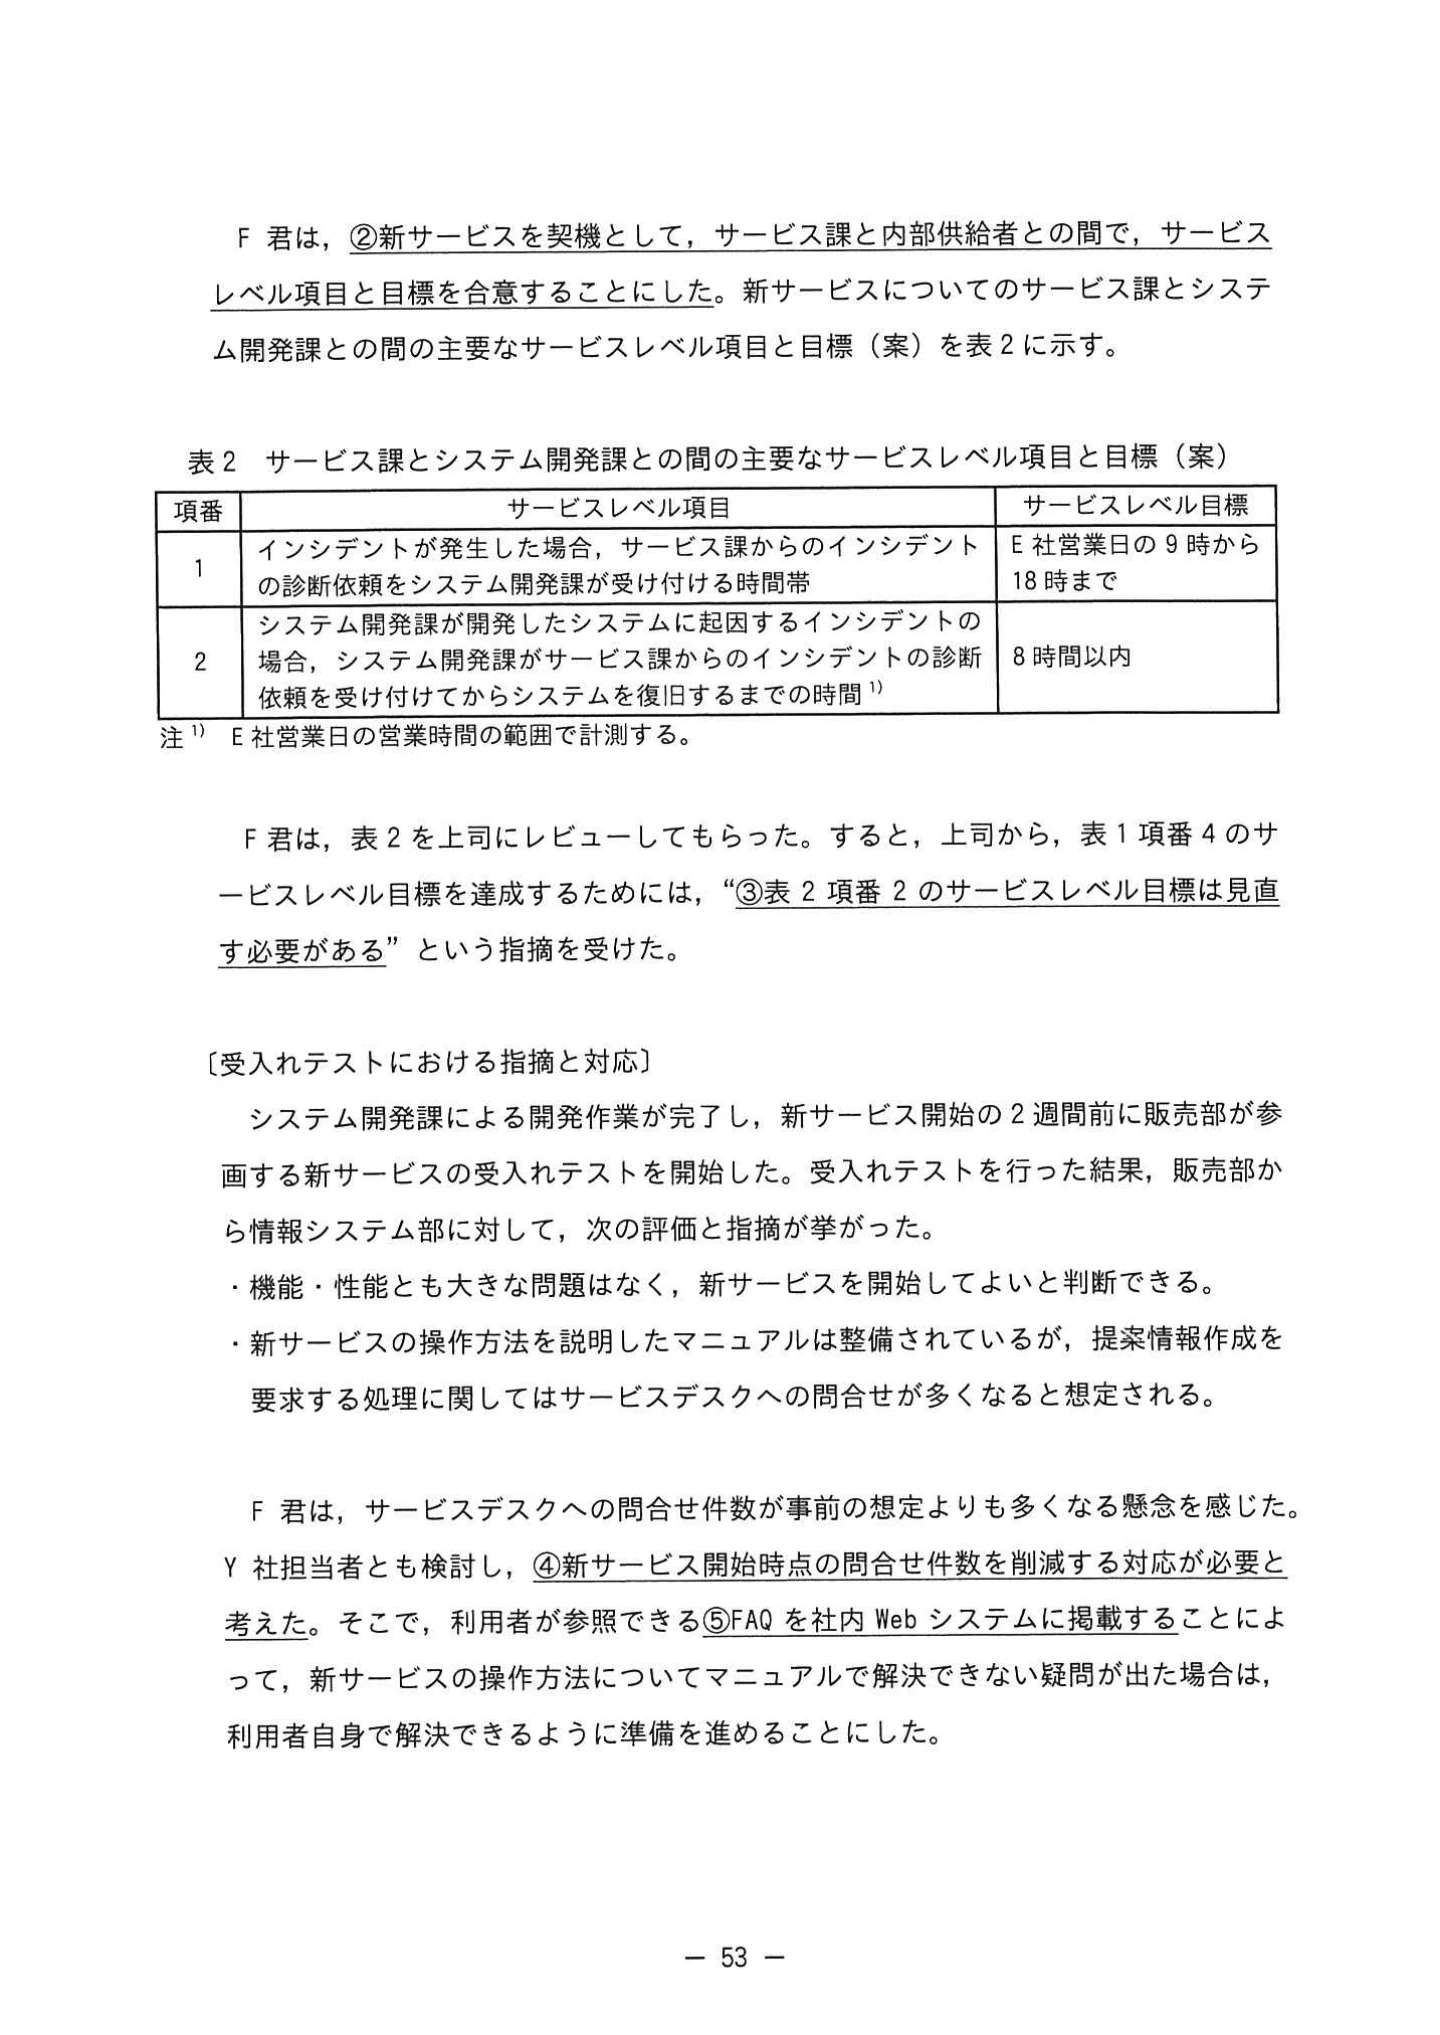 F 君は，②新サービスを契機として，サービス課と内部供給者との間で，サービス
レベル項目と目標を合意することにした。新サービスについてのサービス課とシステ
ム開発課との間の主要なサービスレベル項目と目標（案）を表 2 に示す。
表 2　サービス課とシステム開発課との間の主要なサービスレベル項目と目標（案）
項番　サービスレベル項目　サービスレベル目標
1　インシデントが発生した場合，サービス課からのインシデント　E 社営業日の 9 時から
の診断依頼をシステム開発課が受け付ける時間帯　18 時まで
システム開発課が開発したシステムに起因するインシデントの
2　場合，システム開発課がサービス課からのインシデントの診断　8 時間以内
依頼を受け付けてからシステムを復旧するまでの時間 1)
注 1)　E 社営業日の営業時間の範囲で計測する。
F 君は，表 2 を上司にレビューしてもらった。すると，上司から，表 1 項番 4 のサ
ービスレベル目標を達成するためには，“③表 2 項番 2 のサービスレベル目標は見直
す必要がある” という指摘を受けた。
〔受入れテストにおける指摘と対応〕
システム開発課による開発作業が完了し，新サービス開始の 2 週間前に販売部が参
画する新サービスの受入れテストを開始した。受入れテストを行った結果，販売部か
ら情報システム部に対して，次の評価と指摘が挙がった。
・機能・性能とも大きな問題はなく，新サービスを開始してよいと判断できる。
・新サービスの操作方法を説明したマニュアルは整備されているが，提案情報作成を
要求する処理に関してはサービスデスクへの問合せが多くなると想定される。
F 君は，サービスデスクへの問合せ件数が事前の想定よりも多くなる懸念を感じた。
Y 社担当者とも検討し，④新サービス開始時点の問合せ件数を削減する対応が必要と
考えた。そこで，利用者が参照できる⑤FAQ を社内 Web システムに掲載することによ
って，新サービスの操作方法についてマニュアルで解決できない疑問が出た場合は，
利用者自身で解決できるように準備を進めることにした。
－ 53 －